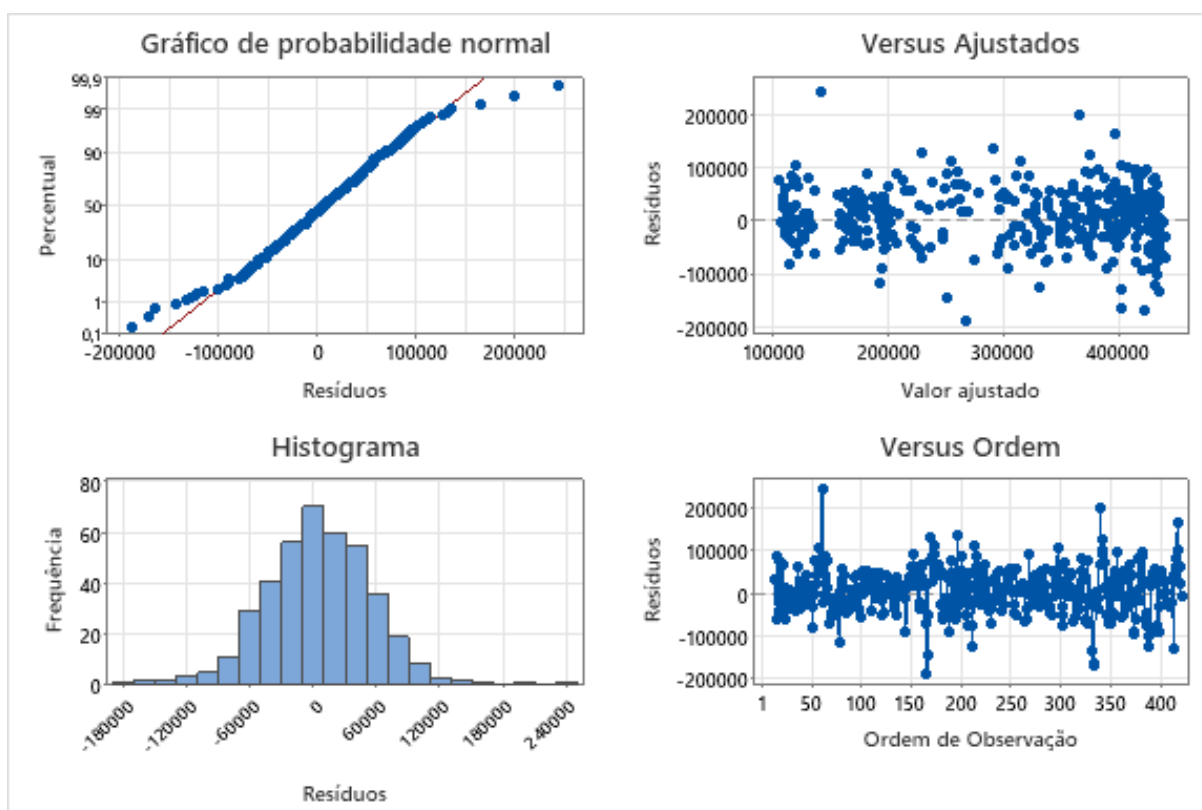 Gráfico de probabilidade normal
Percentual
99,9
99
90
50
10
1
0,1
-200000 -100000 0 100000 200000
Resíduos
Versus Ajustados
Resíduos
200000
100000
0
-100000
-200000
100000 200000 300000 400000
Valor ajustado
Histograma
Frequência
80
60
40
20
0
-180000 -120000 -60000 0 60000 120000 180000 240000
Resíduos
Versus Ordem
Resíduos
200000
100000
0
-100000
-200000
1 50 100 150 200 250 300 350 400
Ordem de Observação